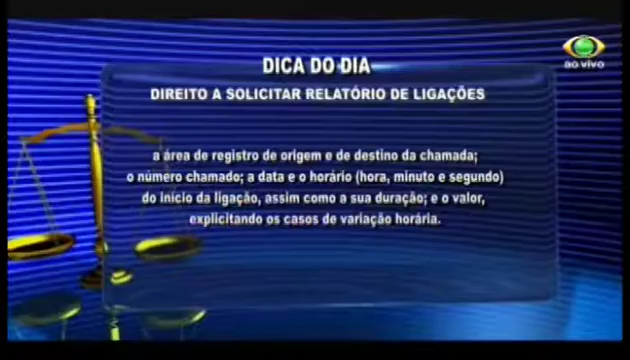 DICA DO DIA
ao vivo
DIREITO A SOLICITAR RELATÓRIO DE LIGAÇÕES
a área de registro de origem e de destino da chamada;
o número chamado; a data e o horário (hora, minuto e segundo)
do início da ligação, assim como a sua duração; e o valor,
explicitando os casos de variação horária.